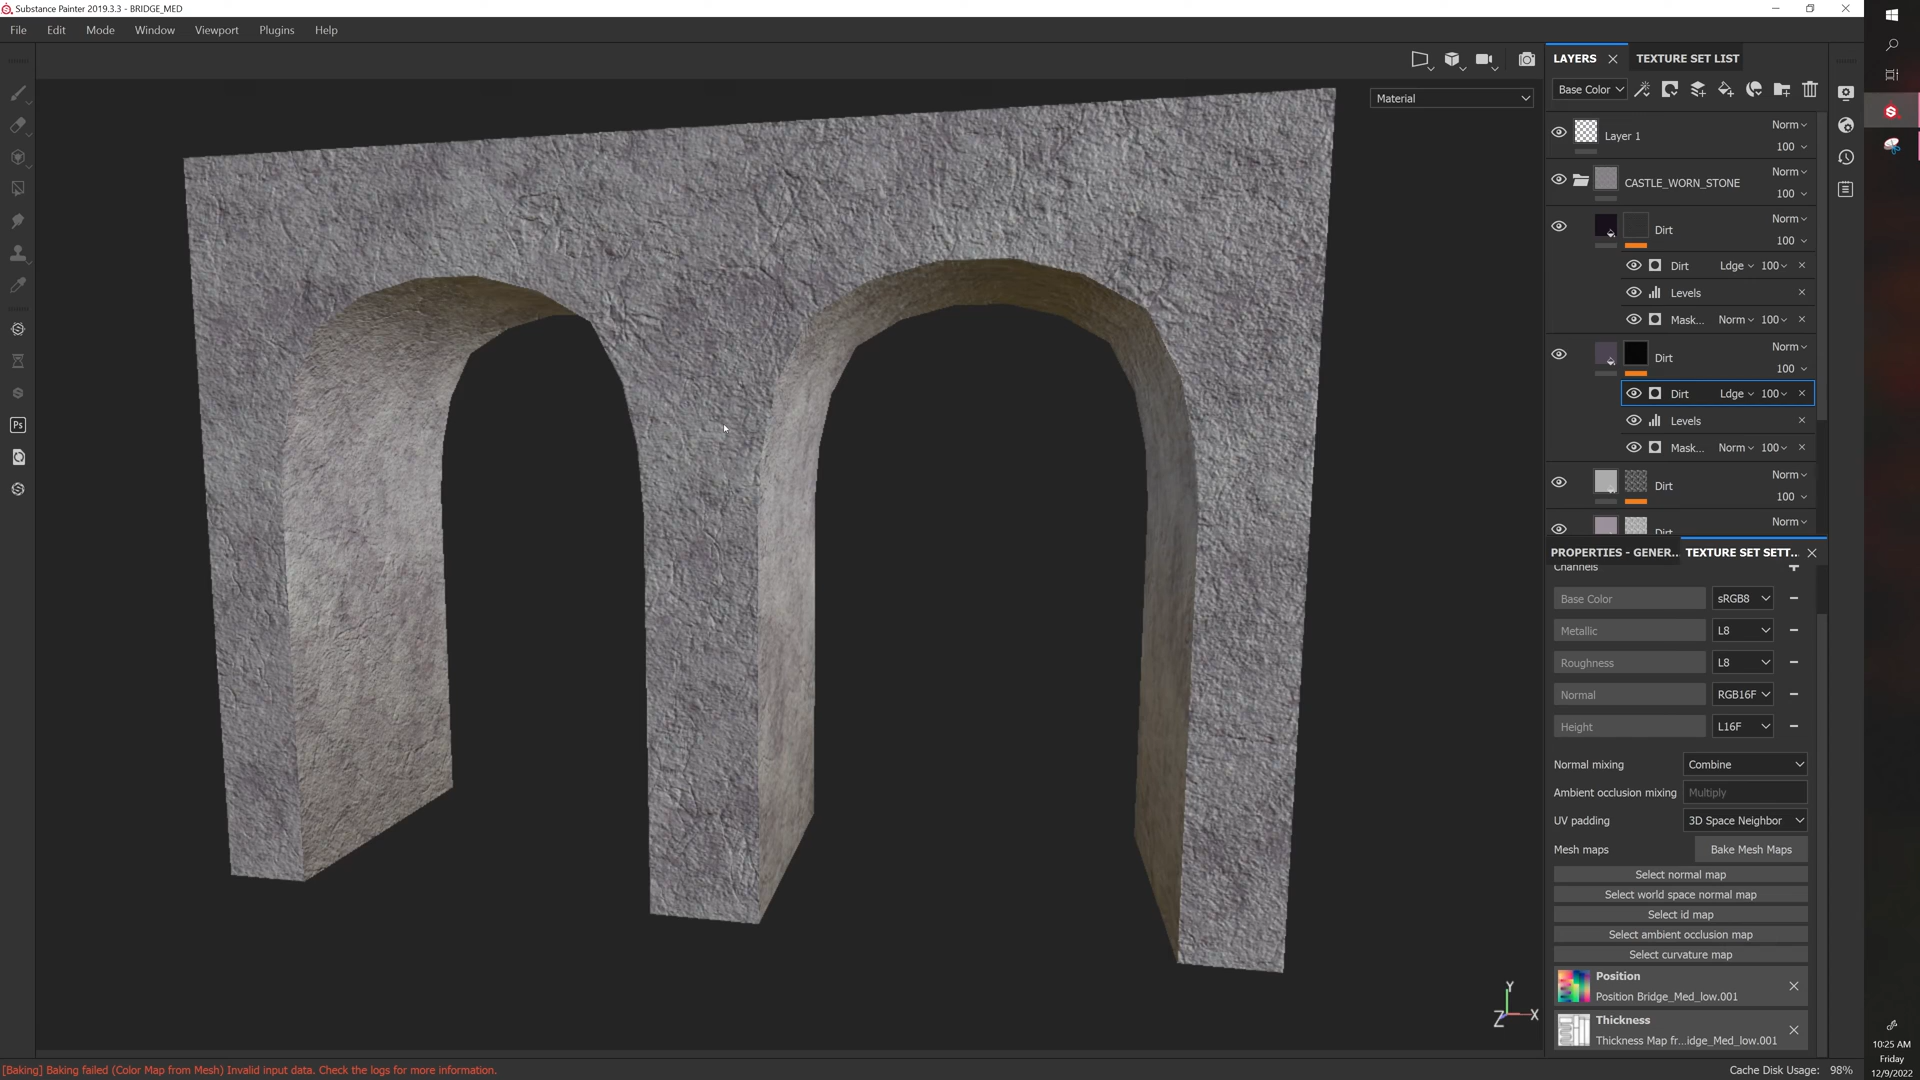 Substance Painter 2019.3.3 - BRIDGE_MED
File Edit Mode Window Viewport Plugins Help
LAYERS TEXTURE SET LIST
Base Color
Material
Norm
Layer 1
100
Norm
CASTLE_WORN_STONE
100
Norm
Dirt
100
Dirt Ldge 100
Levels
Mask... Norm 100
Norm
Dirt
100
Dirt Ldge 100
Levels
Mask... Norm 100
Norm
Dirt
100
Norm
Dirt
PROPERTIES - GENER... TEXTURE SET SETT...
Channels
Base Color sRGB8
Metallic L8
Roughness L8
Normal RGB16F
Height L16F
Normal mixing Combine
Ambient occlusion mixing Multiply
UV padding 3D Space Neighbor
Mesh maps Bake Mesh Maps
Select normal map
Select world space normal map
Select id map
Select ambient occlusion map
Select curvature map
Position
Position Bridge_Med_low.001
Thickness
Thickness Map fr...idge_Med_low.001
Ps
Y
Z X
[Baking] Baking failed (Color Map from Mesh) Invalid input data. Check the logs for more information.
Cache Disk Usage: 98%
10:25 AM
Friday
12/9/2022